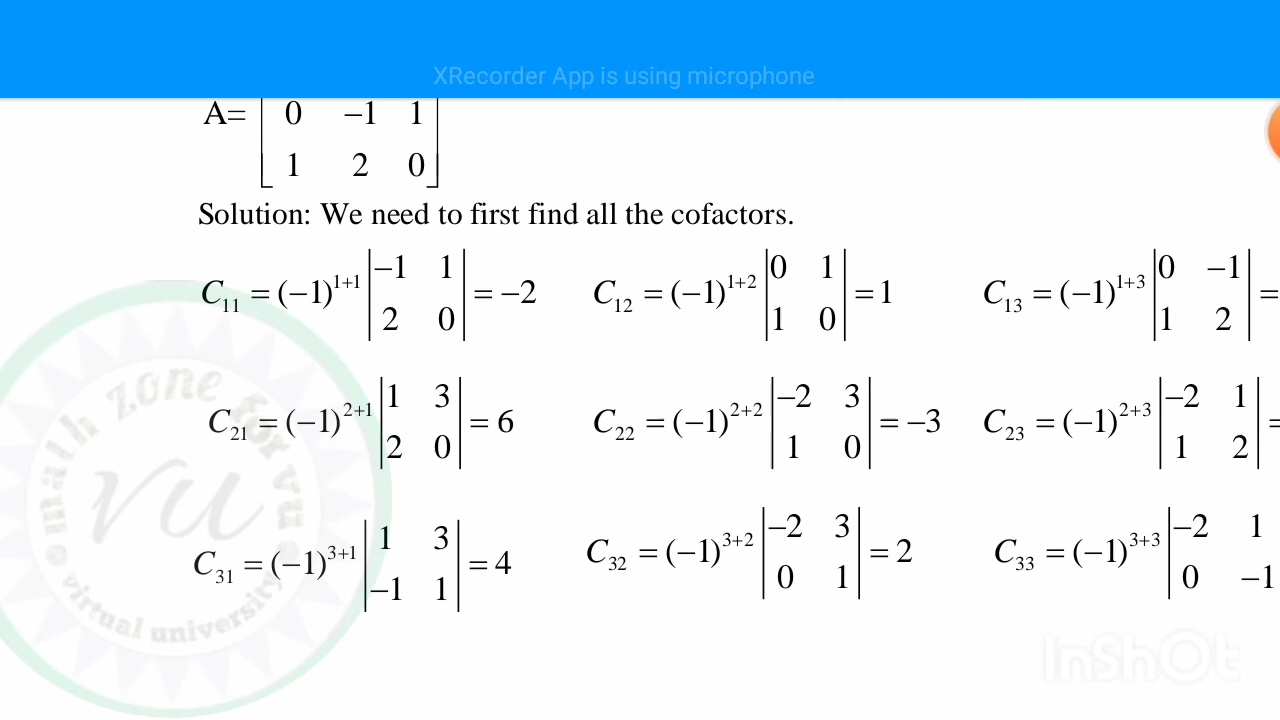 XRecorder App is using microphone
A= [ 0 −1 1
1 2 0 ]
Solution: We need to first find all the cofactors.
C₁₁ = (−1)¹⁺¹ |−1 1; 2 0| = −2 C₁₂ = (−1)¹⁺² |0 1; 1 0| = 1 C₁₃ = (−1)¹⁺³ |0 −1; 1 2| =
C₂₁ = (−1)²⁺¹ |1 3; 2 0| = 6 C₂₂ = (−1)²⁺² |−2 3; 1 0| = −3 C₂₃ = (−1)²⁺³ |−2 1; 1 2| =
C₃₁ = (−1)³⁺¹ |1 3; −1 1| = 4 C₃₂ = (−1)³⁺² |−2 3; 0 1| = 2 C₃₃ = (−1)³⁺³ |−2 1; 0 −1
math zone for vu
vu
virtual university
InShOt